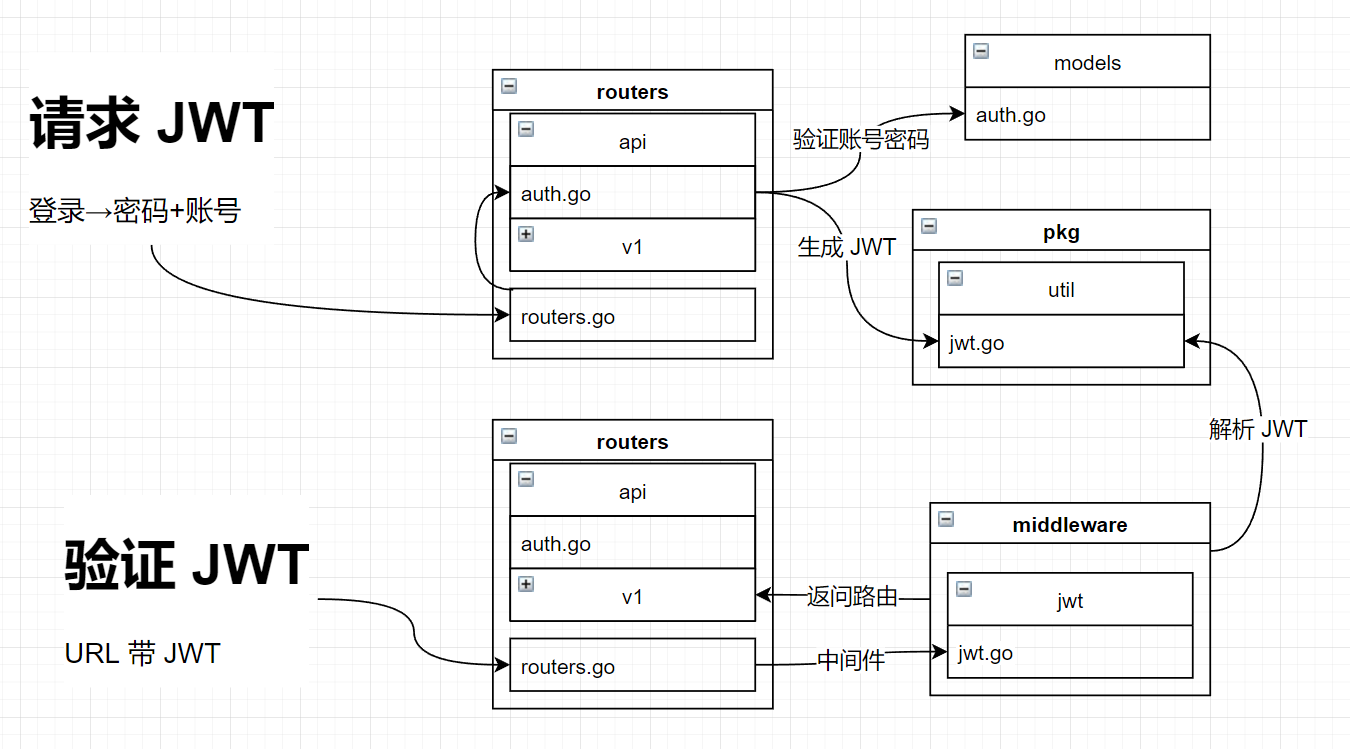 请求 JWT
登录→密码+账号
routers
api
auth.go
v1
routers.go
验证账号密码
生成 JWT
models
auth.go
pkg
util
jwt.go
解析 JWT
验证 JWT
URL 带 JWT
routers
api
auth.go
v1
routers.go
返问路由
中间件
middleware
jwt
jwt.go